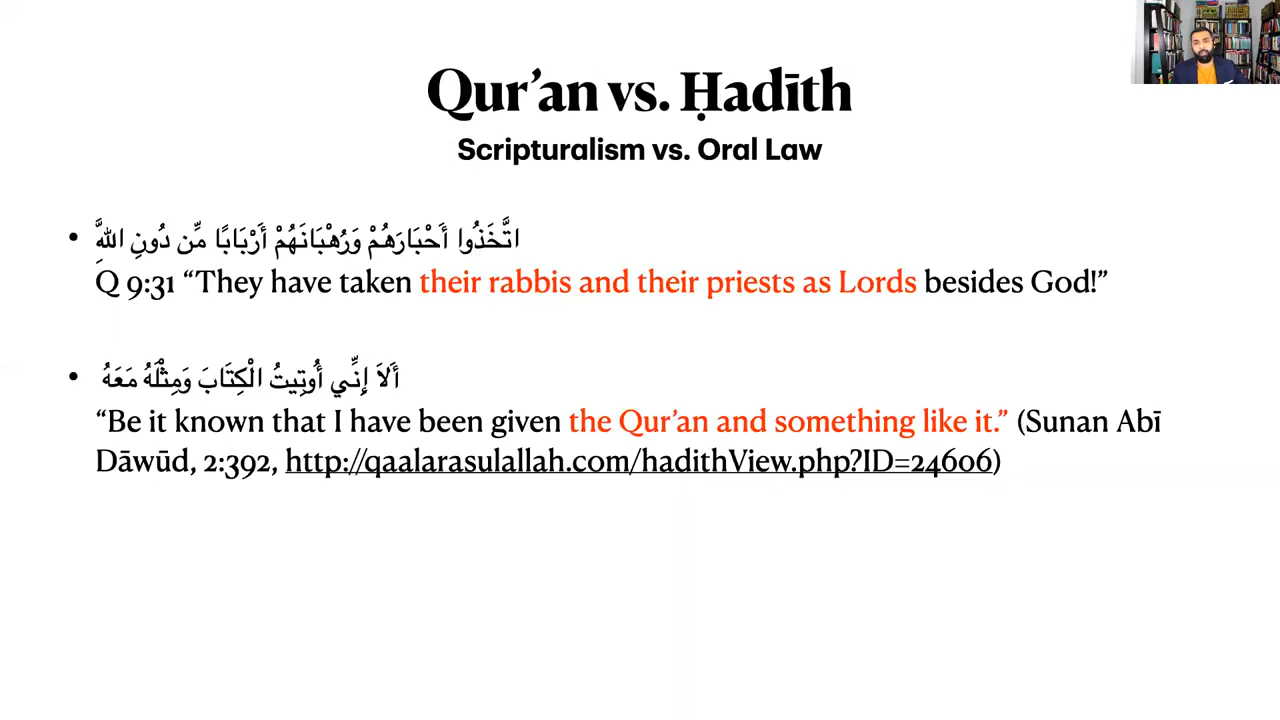 Qur’an vs. Ḥadīth
Scripturalism vs. Oral Law
• اتَّخَذُوا أَحْبَارَهُمْ وَرُهْبَانَهُمْ أَرْبَابًا مِّن دُونِ اللَّهِ
Q 9:31 “They have taken their rabbis and their priests as Lords besides God!”
• أَلاَ إِنِّي أُوتِيتُ الْكِتَابَ وَمِثْلَهُ مَعَهُ
“Be it known that I have been given the Qur’an and something like it.” (Sunan Abī
Dāwūd, 2:392, http://qaalarasulallah.com/hadithView.php?ID=24606)